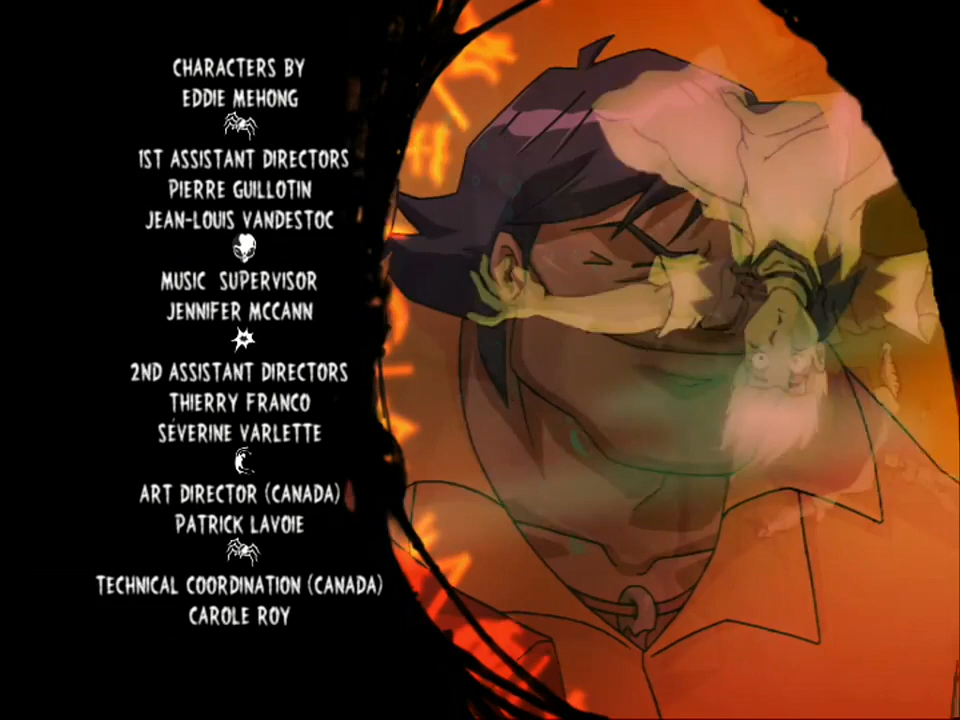 CHARACTERS BY
EDDIE MEHONG
1ST ASSISTANT DIRECTORS
PIERRE GUILLOTIN
JEAN-LOUIS VANDESTOC
MUSIC SUPERVISOR
JENNIFER MCCANN
2ND ASSISTANT DIRECTORS
THIERRY FRANCO
SÉVERINE VARLETTE
ART DIRECTOR (CANADA)
PATRICK LAVOIE
TECHNICAL COORDINATION (CANADA)
CAROLE ROY